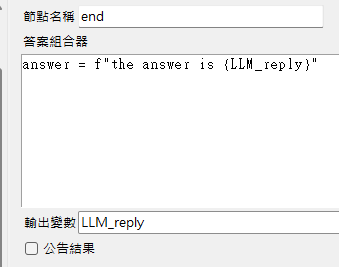 節點名稱 end
答案組合器
answer = f"the answer is {LLM_reply}"
輸出變數 LLM_reply
公告結果